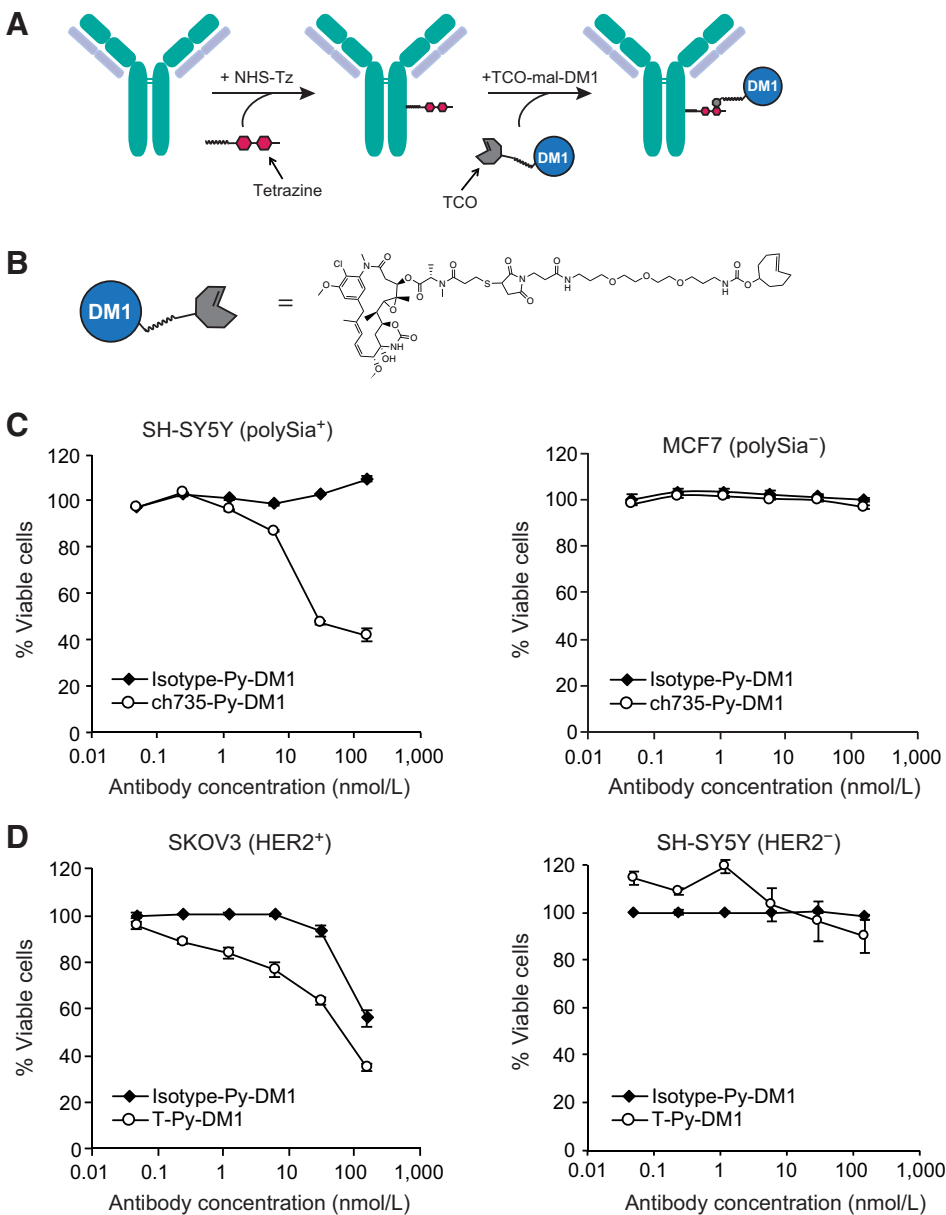 A
+ NHS-Tz
+TCO-mal-DM1
Tetrazine
TCO
DM1
DM1
DM1
B
DM1
=
Cl
N
O
O
O
N
O
O
S
O
N
O
O
N
H
O
O
O
H
N
O
O
O
O
O
NH
OH
O
O
C
SH-SY5Y (polySia⁺)
120
100
80
60
40
20
0
% Viable cells
Isotype-Py-DM1
ch735-Py-DM1
0.01 0.1 1 10 100 1,000
Antibody concentration (nmol/L)
MCF7 (polySia⁻)
120
100
80
60
40
20
0
% Viable cells
Isotype-Py-DM1
ch735-Py-DM1
0.01 0.1 1 10 100 1,000
Antibody concentration (nmol/L)
D
SKOV3 (HER2⁺)
120
100
80
60
40
20
0
% Viable cells
Isotype-Py-DM1
T-Py-DM1
0.01 0.1 1 10 100 1,000
Antibody concentration (nmol/L)
SH-SY5Y (HER2⁻)
120
100
80
60
40
20
0
% Viable cells
Isotype-Py-DM1
T-Py-DM1
0.01 0.1 1 10 100 1,000
Antibody concentration (nmol/L)